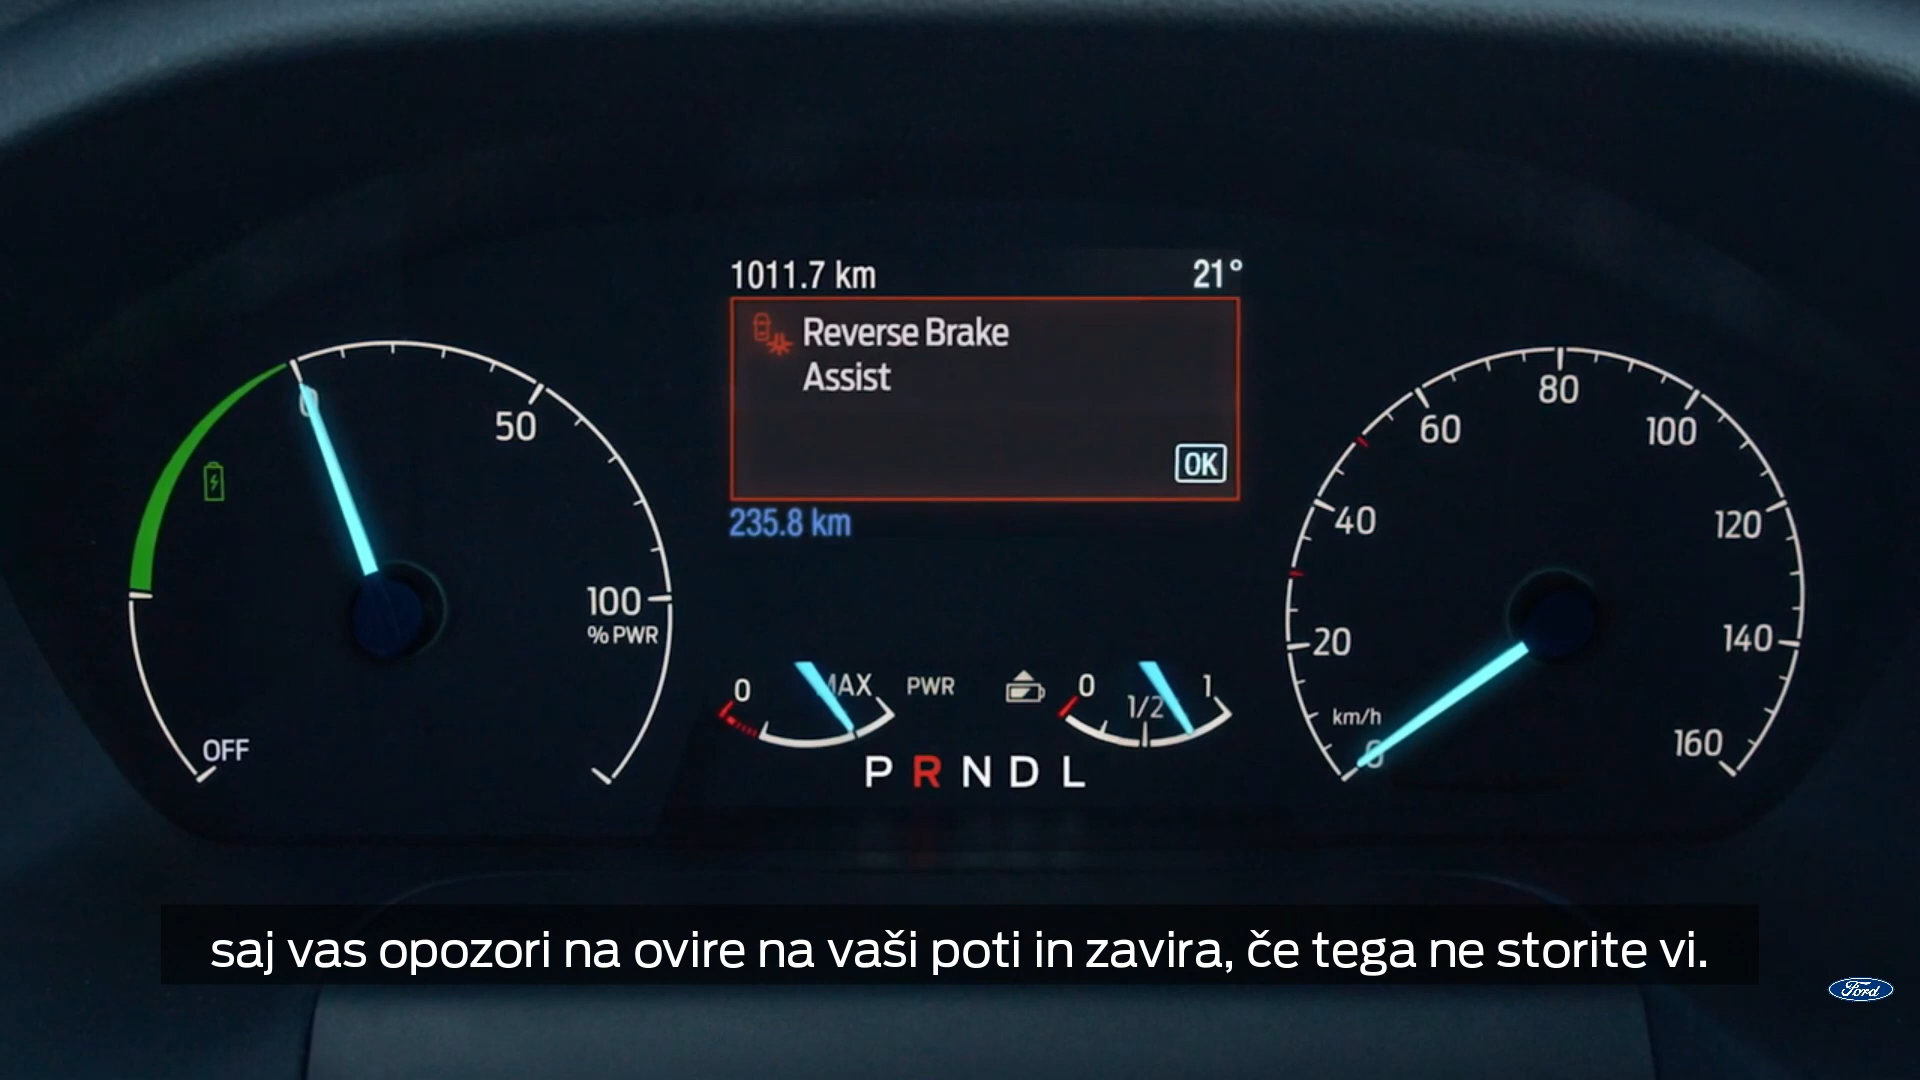 1011.7 km
21°
Reverse Brake
Assist
OK
235.8 km
0
50
100
% PWR
OFF
0
MAX
PWR
0
1/2
1
P R N D L
0
20
40
60
80
100
120
140
160
km/h
saj vas opozori na ovire na vaši poti in zavira, če tega ne storite vi.
Ford